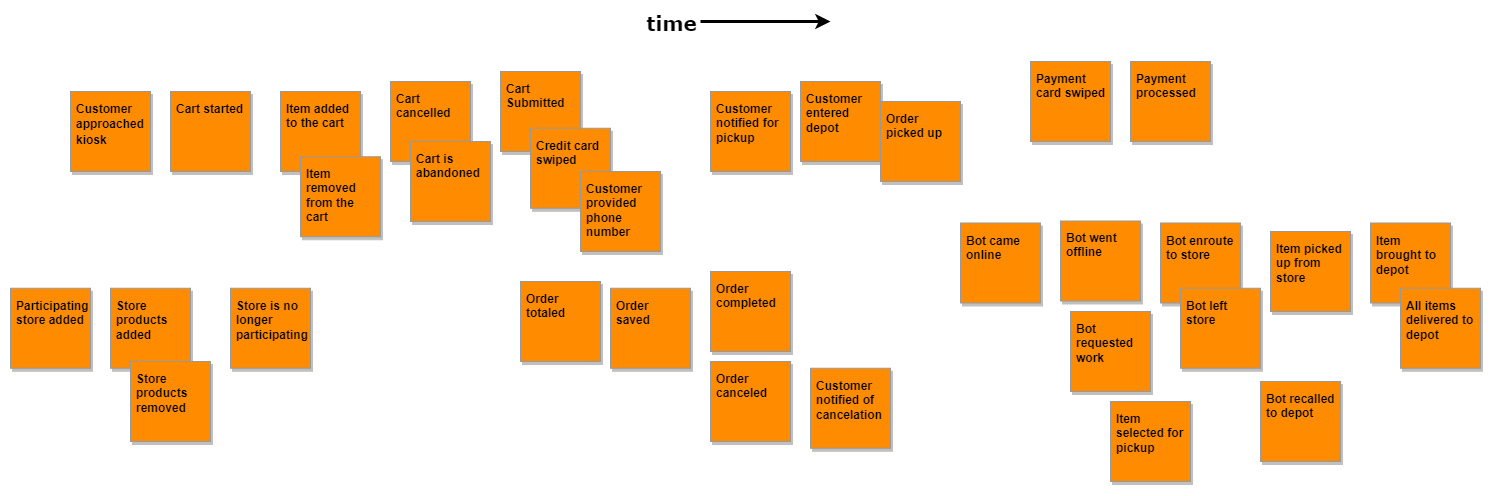 time
Customer
approached
kiosk
Cart started
Item added
to the cart
Item
removed
from the
cart
Cart
cancelled
Cart is
abandoned
Cart
Submitted
Credit card
swiped
Customer
provided
phone
number
Customer
notified for
pickup
Customer
entered
depot
Order
picked up
Payment
card swiped
Payment
processed
Participating
store added
Store
products
added
Store
products
removed
Store is no
longer
participating
Order
totaled
Order
saved
Order
completed
Order
canceled
Customer
notified of
cancelation
Bot came
online
Bot went
offline
Bot enroute
to store
Bot left
store
Item picked
up from
store
Item
brought to
depot
All items
delivered to
depot
Bot
requested
work
Item
selected for
pickup
Bot recalled
to depot